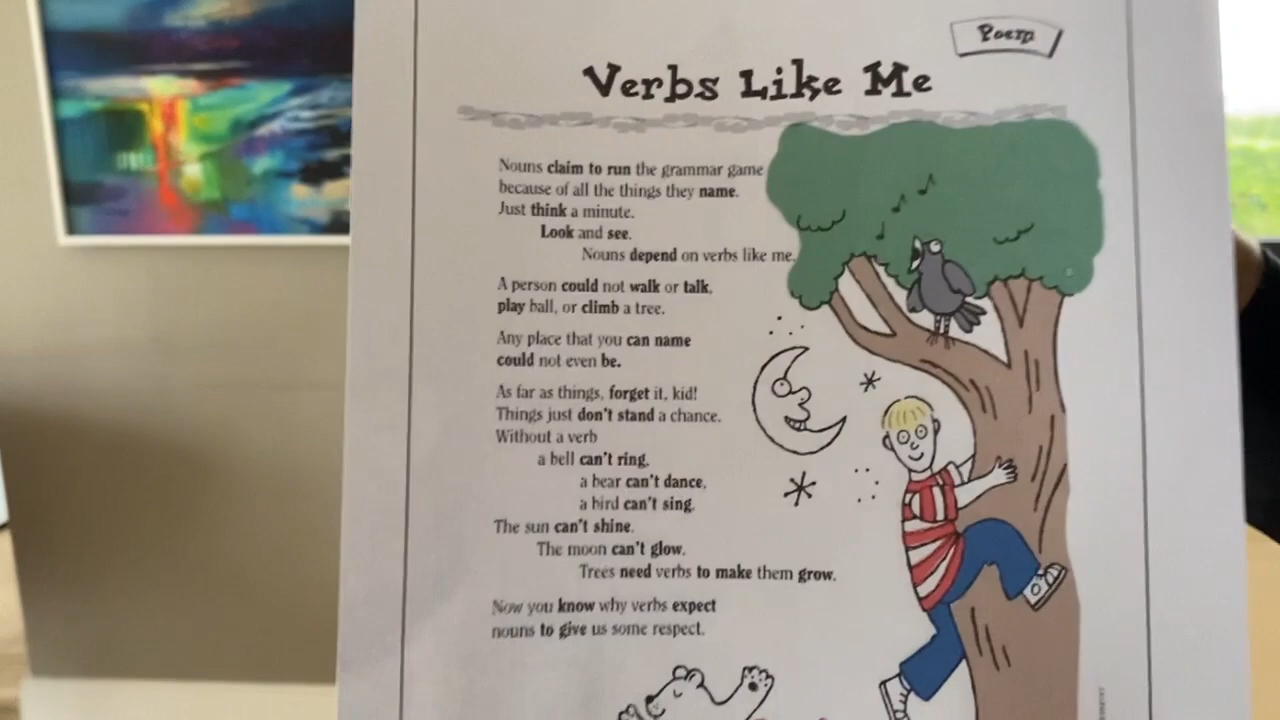 Poem
Verbs Like Me
Nouns claim to run the grammar game
because of all the things they name.
Just think a minute.
Look and see.
Nouns depend on verbs like me.
A person could not walk or talk,
play ball, or climb a tree.
Any place that you can name
could not even be.
As far as things, forget it, kid!
Things just don't stand a chance.
Without a verb
a bell can't ring,
a bear can't dance,
a bird can't sing.
The sun can't shine.
The moon can't glow.
Trees need verbs to make them grow.
Now you know why verbs expect
nouns to give us some respect.